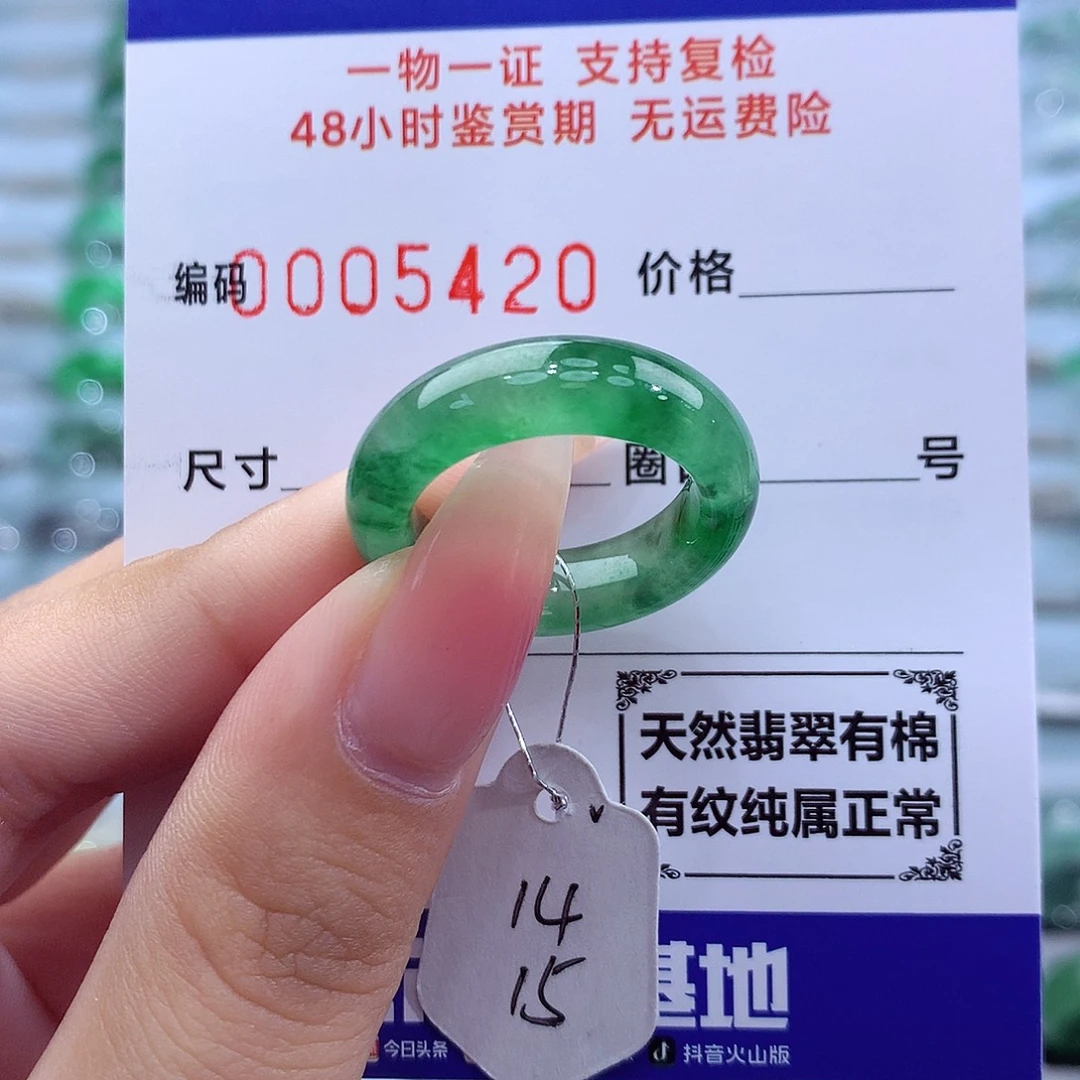 一物一证 支持复检
48小时鉴赏期 无运费险
编码0005420 价格
尺寸 圈 号
天然翡翠有棉
有纹纯属正常
14
15
基地
今日头条 抖音火山版